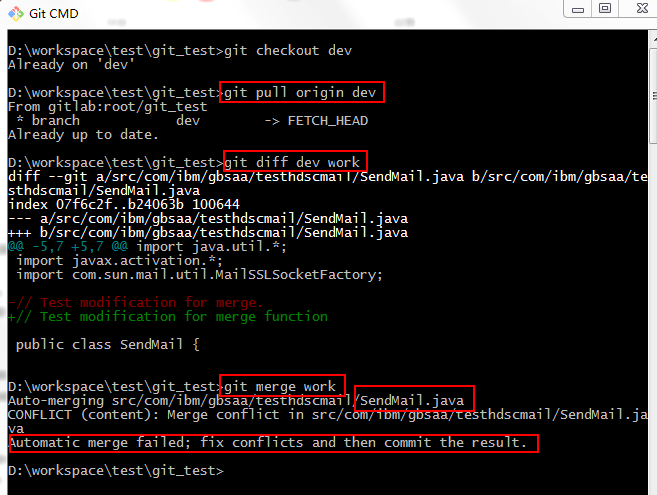 Git CMD
D:\workspace\test\git_test>git checkout dev
Already on 'dev'
D:\workspace\test\git_test>git pull origin dev
From gitlab:root/git_test
 * branch            dev        -> FETCH_HEAD
Already up to date.
D:\workspace\test\git_test>git diff dev work
diff --git a/src/com/ibm/gbsaa/testhdscmail/SendMail.java b/src/com/ibm/gbsaa/te
sthdscmail/SendMail.java
index 07f6c2f..b24063b 100644
--- a/src/com/ibm/gbsaa/testhdscmail/SendMail.java
+++ b/src/com/ibm/gbsaa/testhdscmail/SendMail.java
@@ -5,7 +5,7 @@ import java.util.*;
 import javax.activation.*;
 import com.sun.mail.util.MailSSLSocketFactory;
-// Test modification for merge.
+// Test modification for merge function
 public class SendMail {
D:\workspace\test\git_test>git merge work
Auto-merging src/com/ibm/gbsaa/testhdscmail/SendMail.java
CONFLICT (content): Merge conflict in src/com/ibm/gbsaa/testhdscmail/SendMail.ja
va
Automatic merge failed; fix conflicts and then commit the result.
D:\workspace\test\git_test>